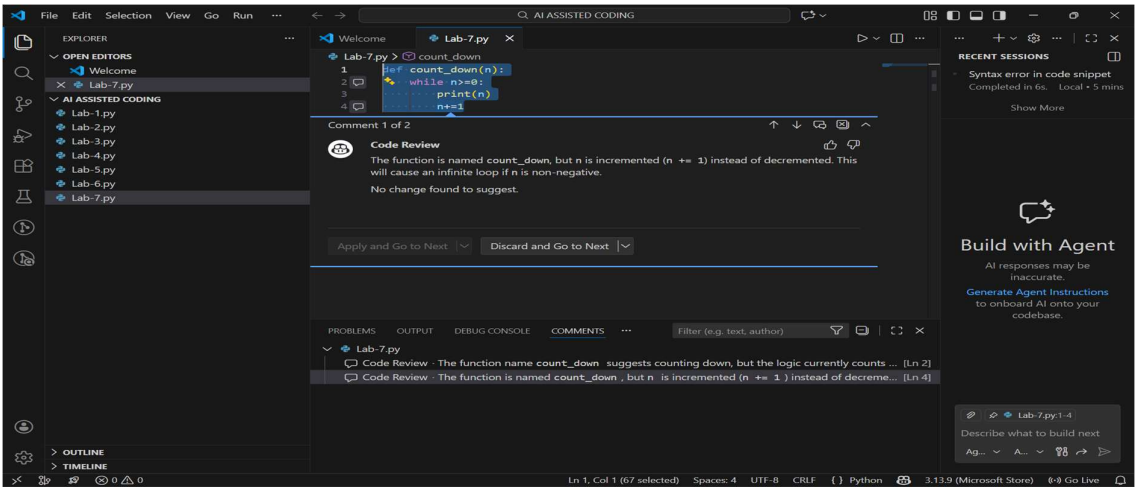 File Edit Selection View Go Run ··· ← → AI ASSISTED CODING
EXPLORER ···
OPEN EDITORS
Welcome
× Lab-7.py
AI ASSISTED CODING
Lab-1.py
Lab-2.py
Lab-3.py
Lab-4.py
Lab-5.py
Lab-6.py
Lab-7.py
> OUTLINE
> TIMELINE
Welcome Lab-7.py ×
Lab-7.py > count_down
1 def count_down(n):
2 while n>=0:
3 print(n)
4 n+=1
Comment 1 of 2
Code Review
The function is named count_down, but n is incremented (n += 1) instead of decremented. This
will cause an infinite loop if n is non-negative.
No change found to suggest.
Apply and Go to Next Discard and Go to Next
PROBLEMS OUTPUT DEBUG CONSOLE COMMENTS ··· Filter (e.g. text, author)
Lab-7.py
Code Review - The function name count_down suggests counting down, but the logic currently counts ... [Ln 2]
Code Review - The function is named count_down , but n is incremented (n += 1 ) instead of decreme... [Ln 4]
RECENT SESSIONS
Syntax error in code snippet
Completed in 6s. Local • 5 mins
Show More
Build with Agent
AI responses may be
inaccurate.
Generate Agent Instructions
to onboard AI onto your
codebase.
Lab-7.py:1-4
Describe what to build next
Ag... A...
0 0 Ln 1, Col 1 (67 selected) Spaces: 4 UTF-8 CRLF { } Python 3.13.9 (Microsoft Store) Go Live